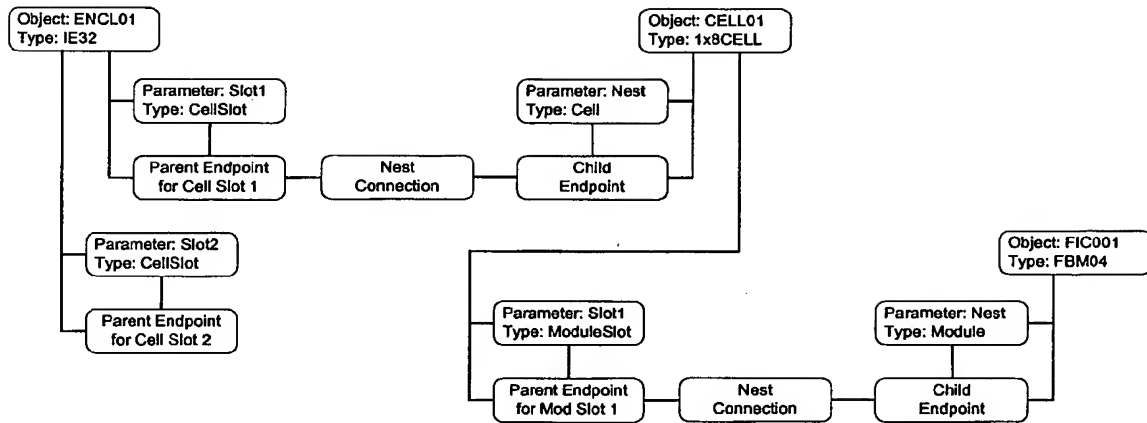 Object: ENCL01
Type: IE32
Object: CELL01
Type: 1x8CELL
Parameter: Slot1
Type: CellSlot
Parameter: Nest
Type: Cell
Parent Endpoint
for Cell Slot 1
Nest
Connection
Child
Endpoint
Parameter: Slot2
Type: CellSlot
Object: FIC001
Type: FBM04
Parent Endpoint
for Cell Slot 2
Parameter: Slot1
Type: ModuleSlot
Parameter: Nest
Type: Module
Parent Endpoint
for Mod Slot 1
Nest
Connection
Child
Endpoint